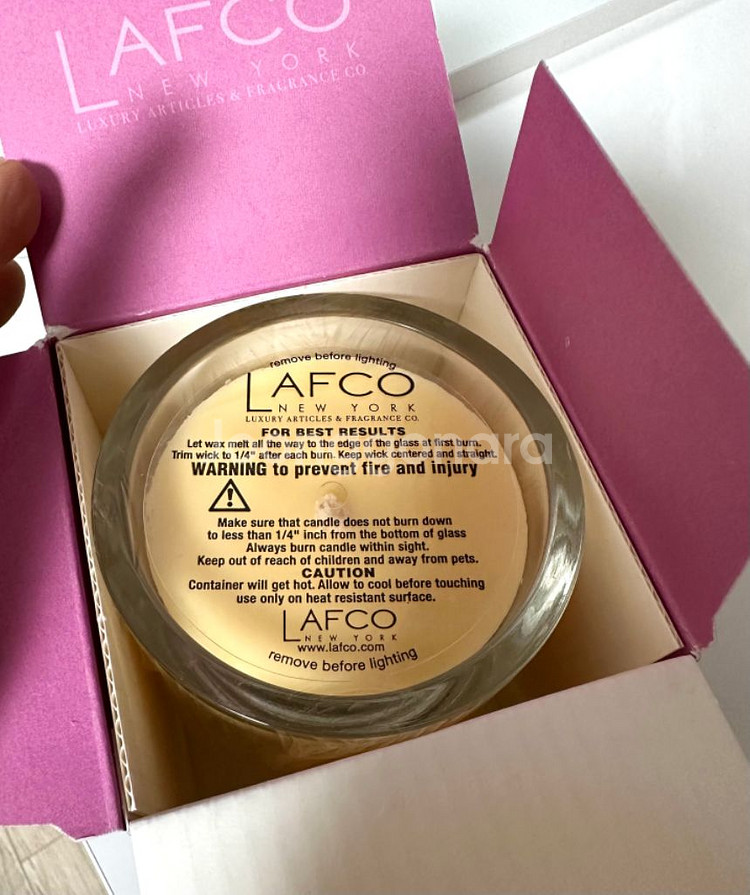 LAFCO
NEW YORK
LUXURY ARTICLES & FRAGRANCE CO.
remove before lighting
LAFCO
NEW YORK
LUXURY ARTICLES & FRAGRANCE CO.
FOR BEST RESULTS
Let wax melt all the way to the edge of the glass at first burn.
Trim wick to 1/4" after each burn. Keep wick centered and straight.
WARNING to prevent fire and injury
Make sure that candle does not burn down
to less than 1/4" inch from the bottom of glass
Always burn candle within sight.
Keep out of reach of children and away from pets.
CAUTION
Container will get hot. Allow to cool before touching
use only on heat resistant surface.
LAFCO
NEW YORK
www.lafco.com
remove before lighting